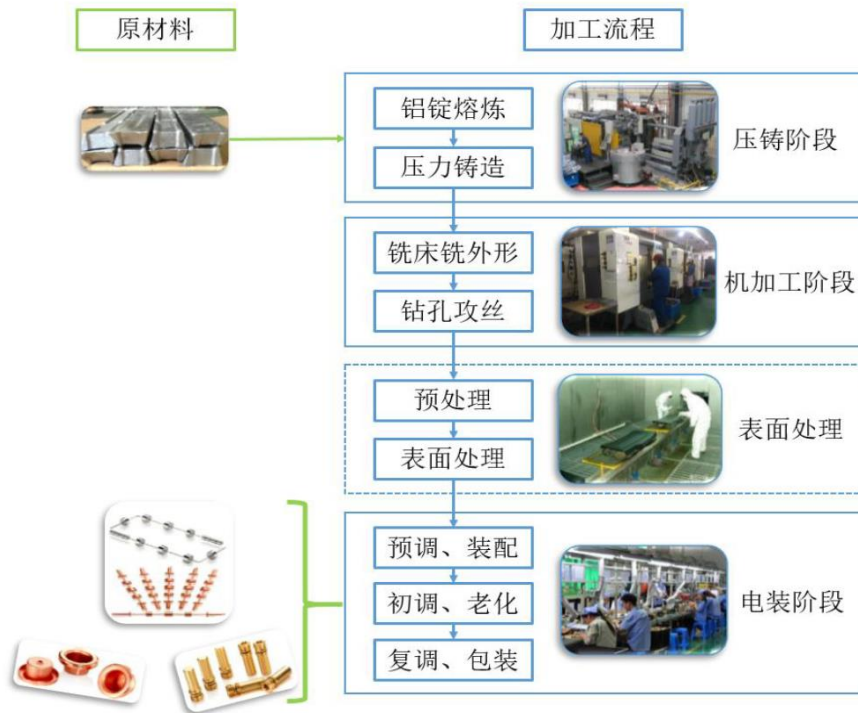 原材料
加工流程
铝锭熔炼
压力铸造
压铸阶段
铣床铣外形
钻孔攻丝
机加工阶段
预处理
表面处理
表面处理
预调、装配
初调、老化
复调、包装
电装阶段